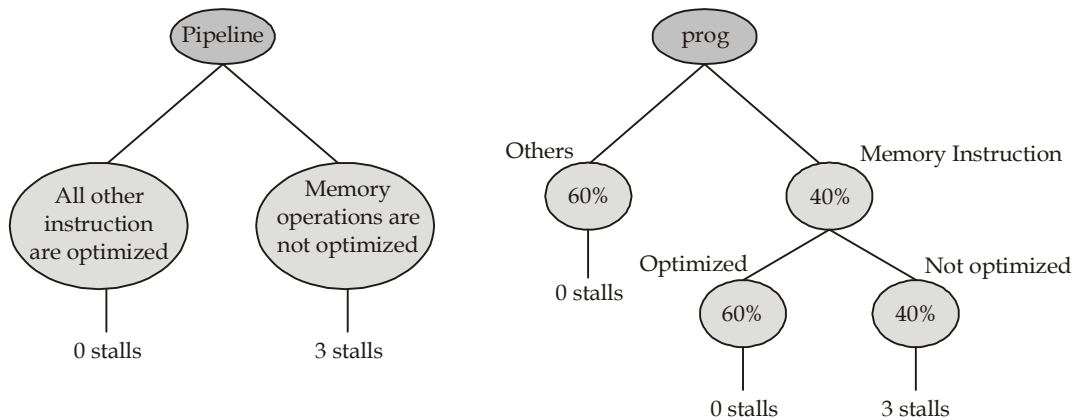 Pipeline
All other
instruction
are optimized
0 stalls
Memory
operations are
not optimized
3 stalls
prog
Others
60%
0 stalls
Memory Instruction
40%
Optimized
60%
0 stalls
Not optimized
40%
3 stalls